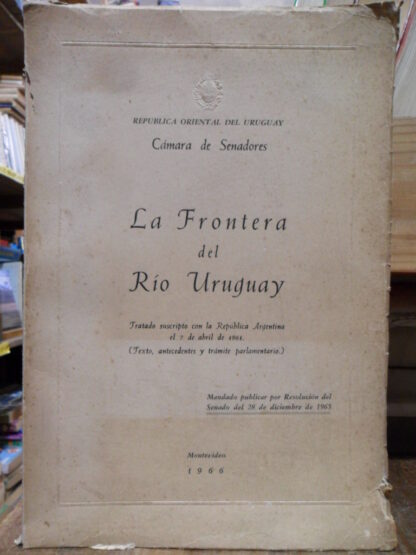 REPUBLICA ORIENTAL DEL URUGUAY
Cámara de Senadores
La Frontera
del
Río Uruguay
Tratado suscripto con la República Argentina
el 7 de abril de 1961.
(Texto, antecedentes y trámite parlamentario.)
Mandado publicar por Resolución del
Senado del 28 de diciembre de 1965
Montevideo
1966